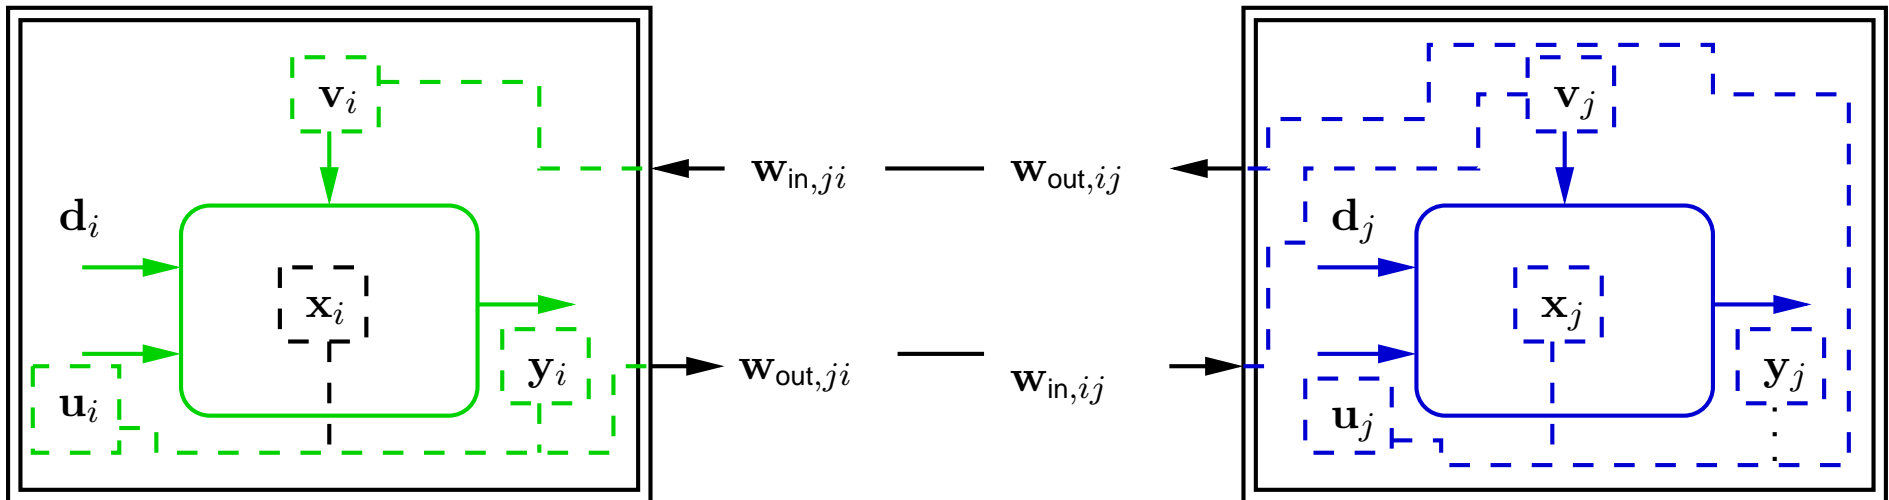 v_i
w_in,ji
w_out,ij
v_j
d_i
x_i
y_i
u_i
w_out,ji
w_in,ij
d_j
x_j
y_j
u_j